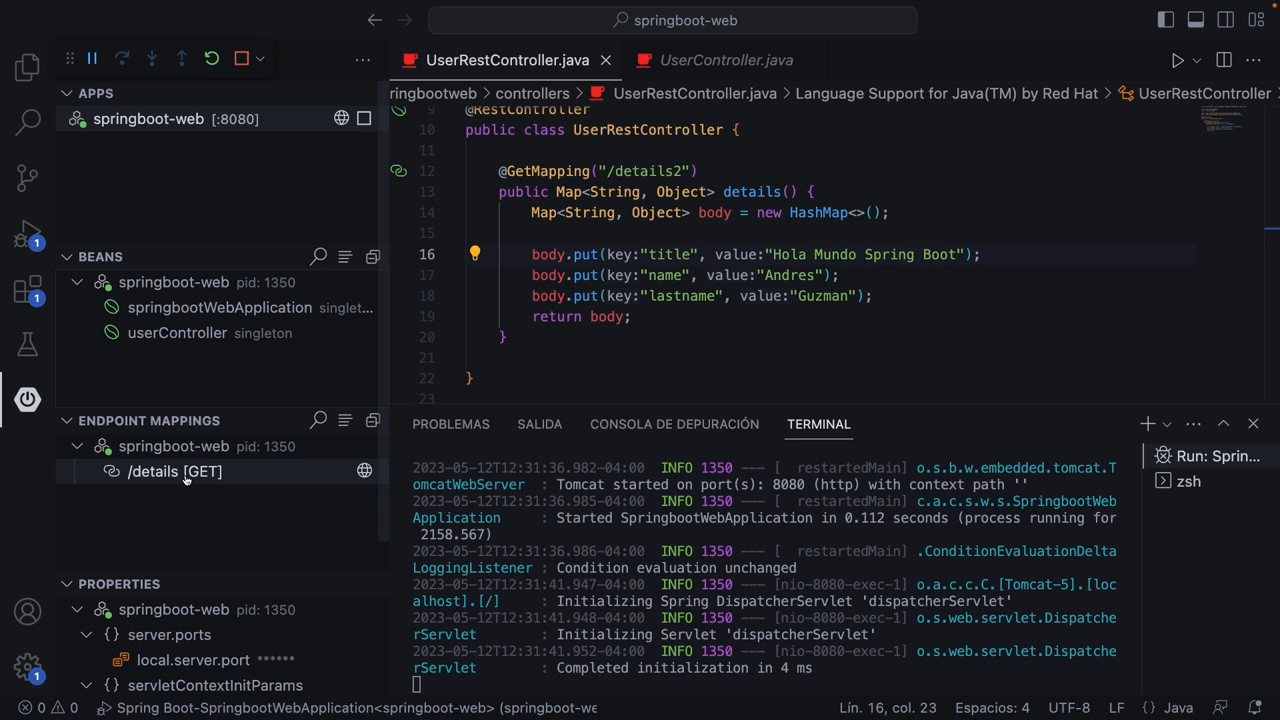 springboot-web
APPS
springboot-web [:8080]
BEANS
springboot-web pid: 1350
springbootWebApplication singlet...
userController singleton
ENDPOINT MAPPINGS
springboot-web pid: 1350
/details [GET]
PROPERTIES
springboot-web pid: 1350
{} server.ports
local.server.port ******
{} servletContextInitParams
1
1
1
UserRestController.java
UserController.java
ringbootweb > controllers > UserRestController.java > Language Support for Java(TM) by Red Hat > UserRestController
9 @RestController
10 public class UserRestController {
11
12 @GetMapping("/details2")
13 public Map<String, Object> details() {
14 Map<String, Object> body = new HashMap<>();
15
16 body.put(key:"title", value:"Hola Mundo Spring Boot");
17 body.put(key:"name", value:"Andres");
18 body.put(key:"lastname", value:"Guzman");
19 return body;
20 }
21
22 }
23
PROBLEMAS SALIDA CONSOLA DE DEPURACIÓN TERMINAL
2023-05-12T12:31:36.982-04:00 INFO 1350 --- [ restartedMain] o.s.b.w.embedded.tomcat.T
omcatWebServer : Tomcat started on port(s): 8080 (http) with context path ''
2023-05-12T12:31:36.985-04:00 INFO 1350 --- [ restartedMain] c.a.c.s.w.s.SpringbootWeb
Application : Started SpringbootWebApplication in 0.112 seconds (process running for
2158.567)
2023-05-12T12:31:36.986-04:00 INFO 1350 --- [ restartedMain] .ConditionEvaluationDelta
LoggingListener : Condition evaluation unchanged
2023-05-12T12:31:41.947-04:00 INFO 1350 --- [nio-8080-exec-1] o.a.c.c.C.[Tomcat-5].[loc
alhost].[/] : Initializing Spring DispatcherServlet 'dispatcherServlet'
2023-05-12T12:31:41.948-04:00 INFO 1350 --- [nio-8080-exec-1] o.s.web.servlet.Dispatche
rServlet : Initializing Servlet 'dispatcherServlet'
2023-05-12T12:31:41.952-04:00 INFO 1350 --- [nio-8080-exec-1] o.s.web.servlet.Dispatche
rServlet : Completed initialization in 4 ms
Run: Sprin...
zsh
0 0 Spring Boot-SpringbootWebApplication<springboot-web> (springboot-we
Lín. 16, col. 23 Espacios: 4 UTF-8 LF {} Java